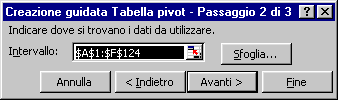 Creazione guidata Tabella pivot - Passaggio 2 di 3
Indicare dove si trovano i dati da utilizzare.
Intervallo: $A$1:$F$124 Sfoglia...
Annulla < Indietro Avanti > Fine